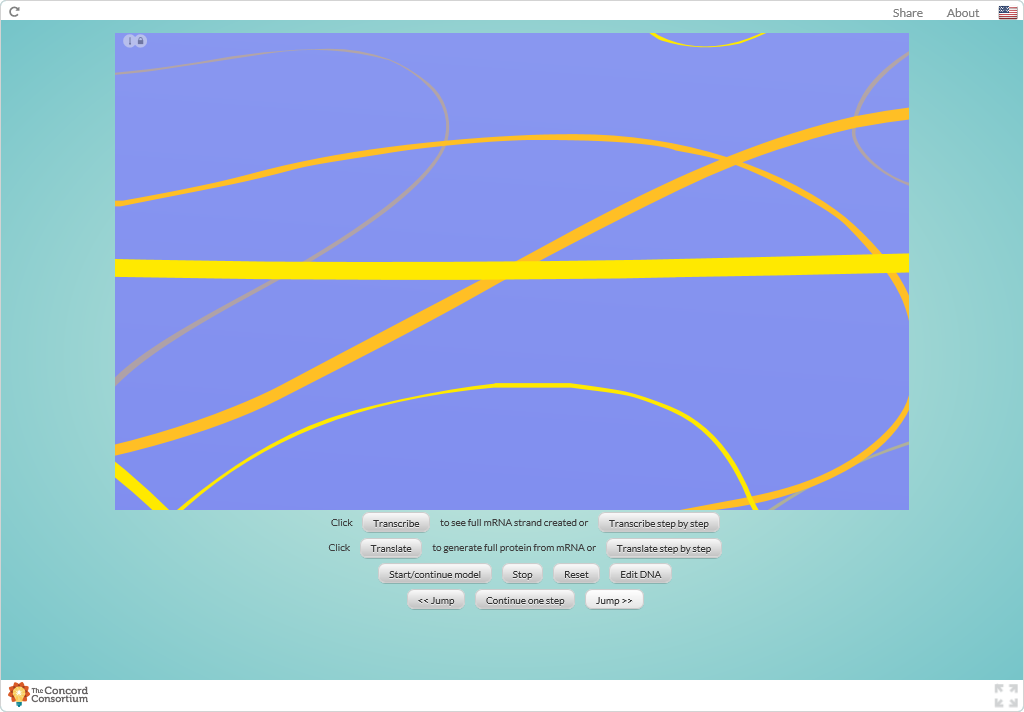 Share About
Click Transcribe to see full mRNA strand created or Transcribe step by step
Click Translate to generate full protein from mRNA or Translate step by step
Start/continue model Stop Reset Edit DNA
<< Jump Continue one step Jump >>
The Concord
Consortium